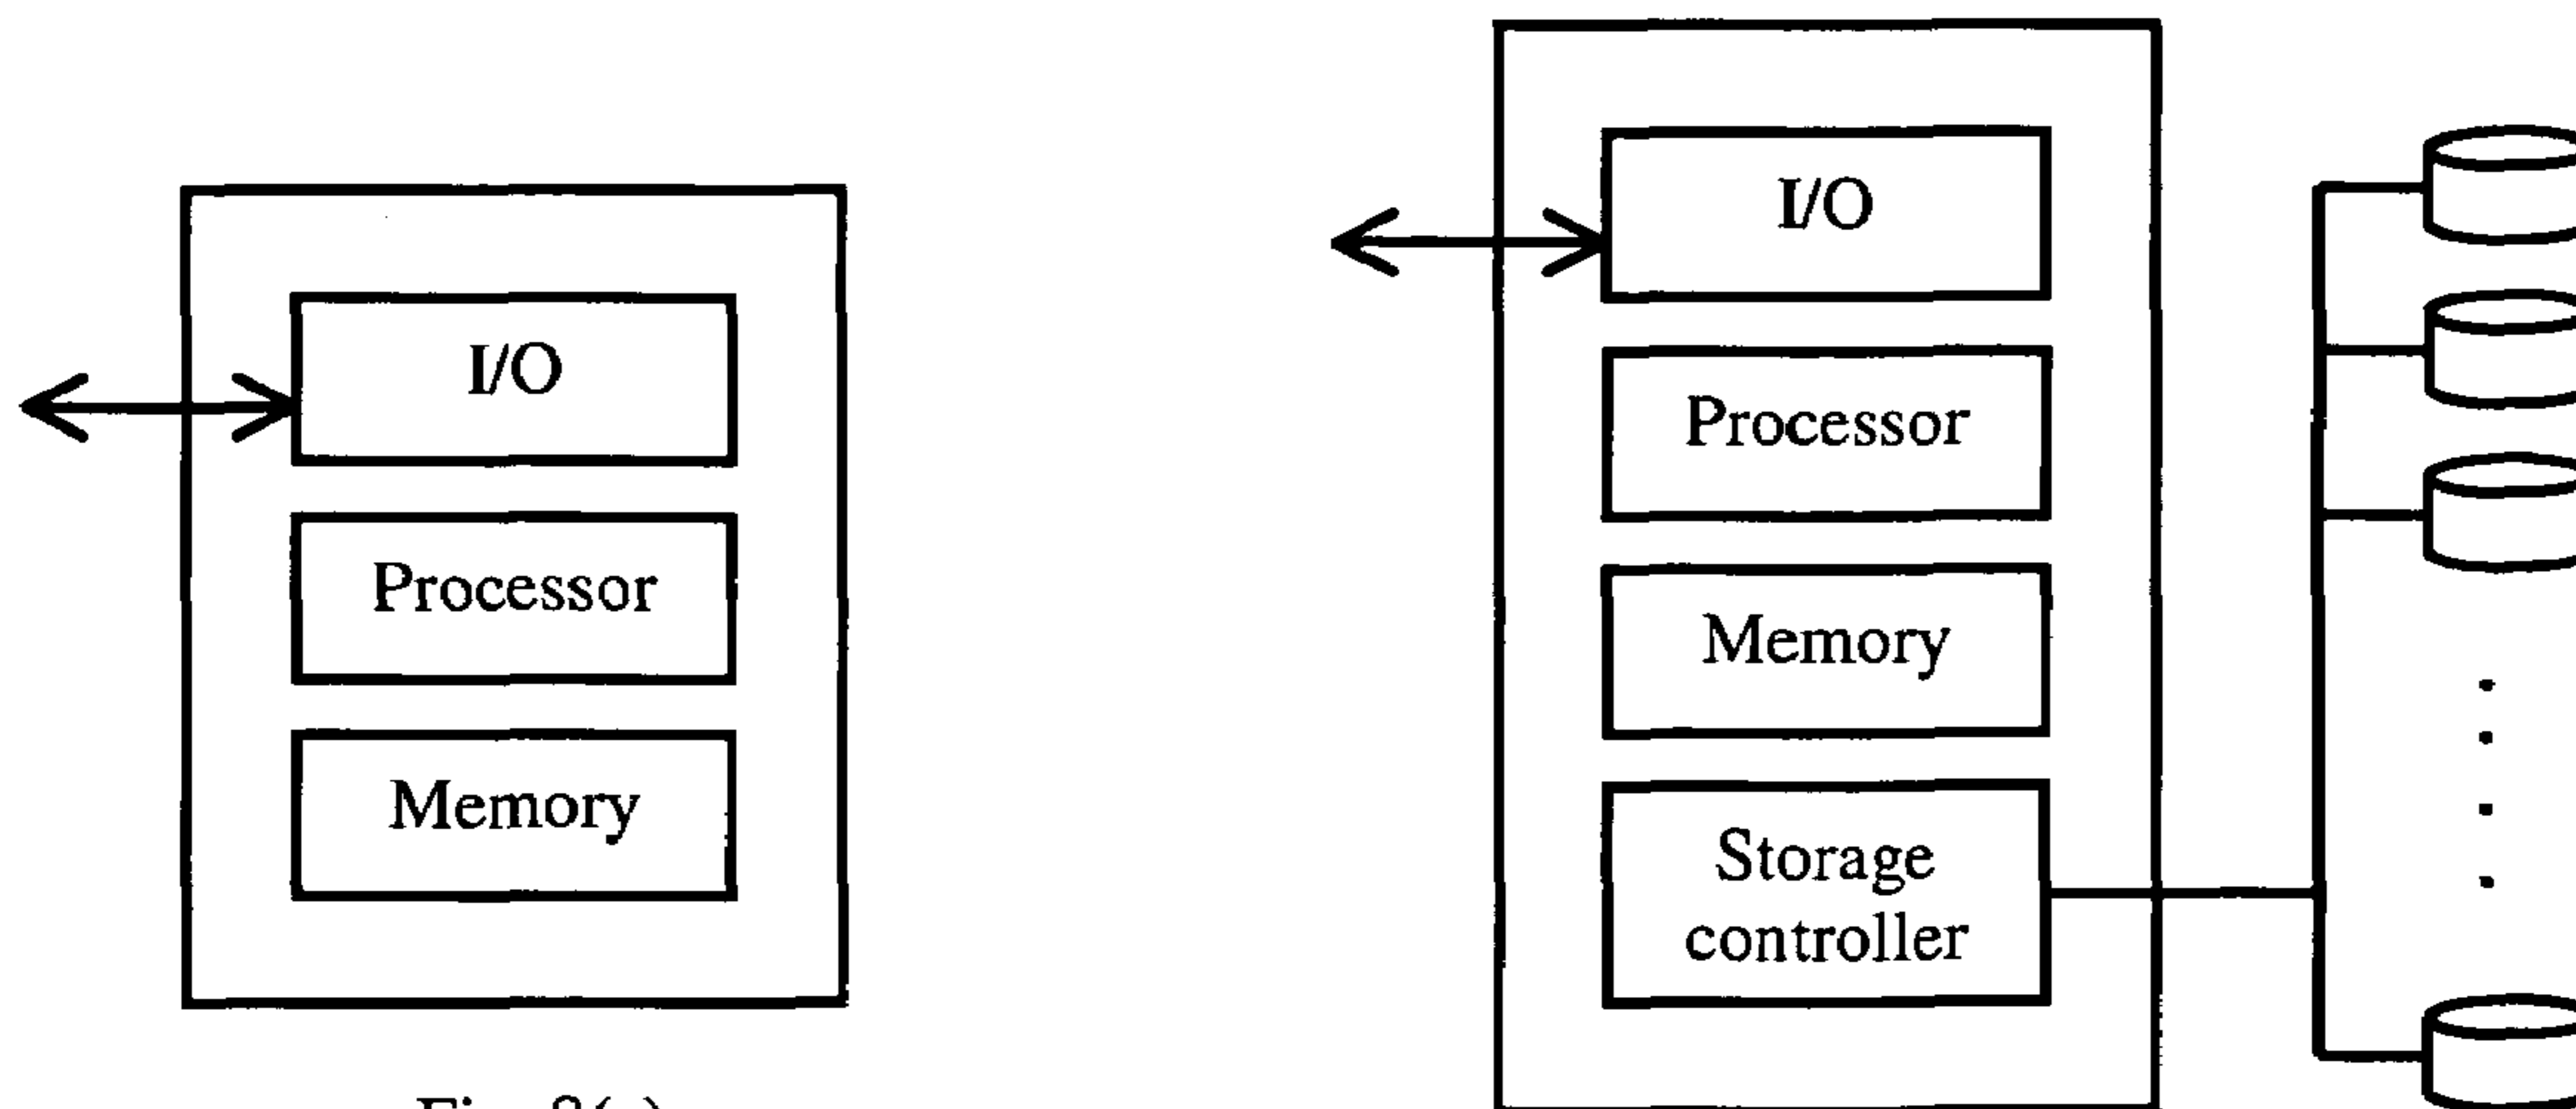 I/O
Processor
Memory
I/O
Processor
Memory
Storage
controller